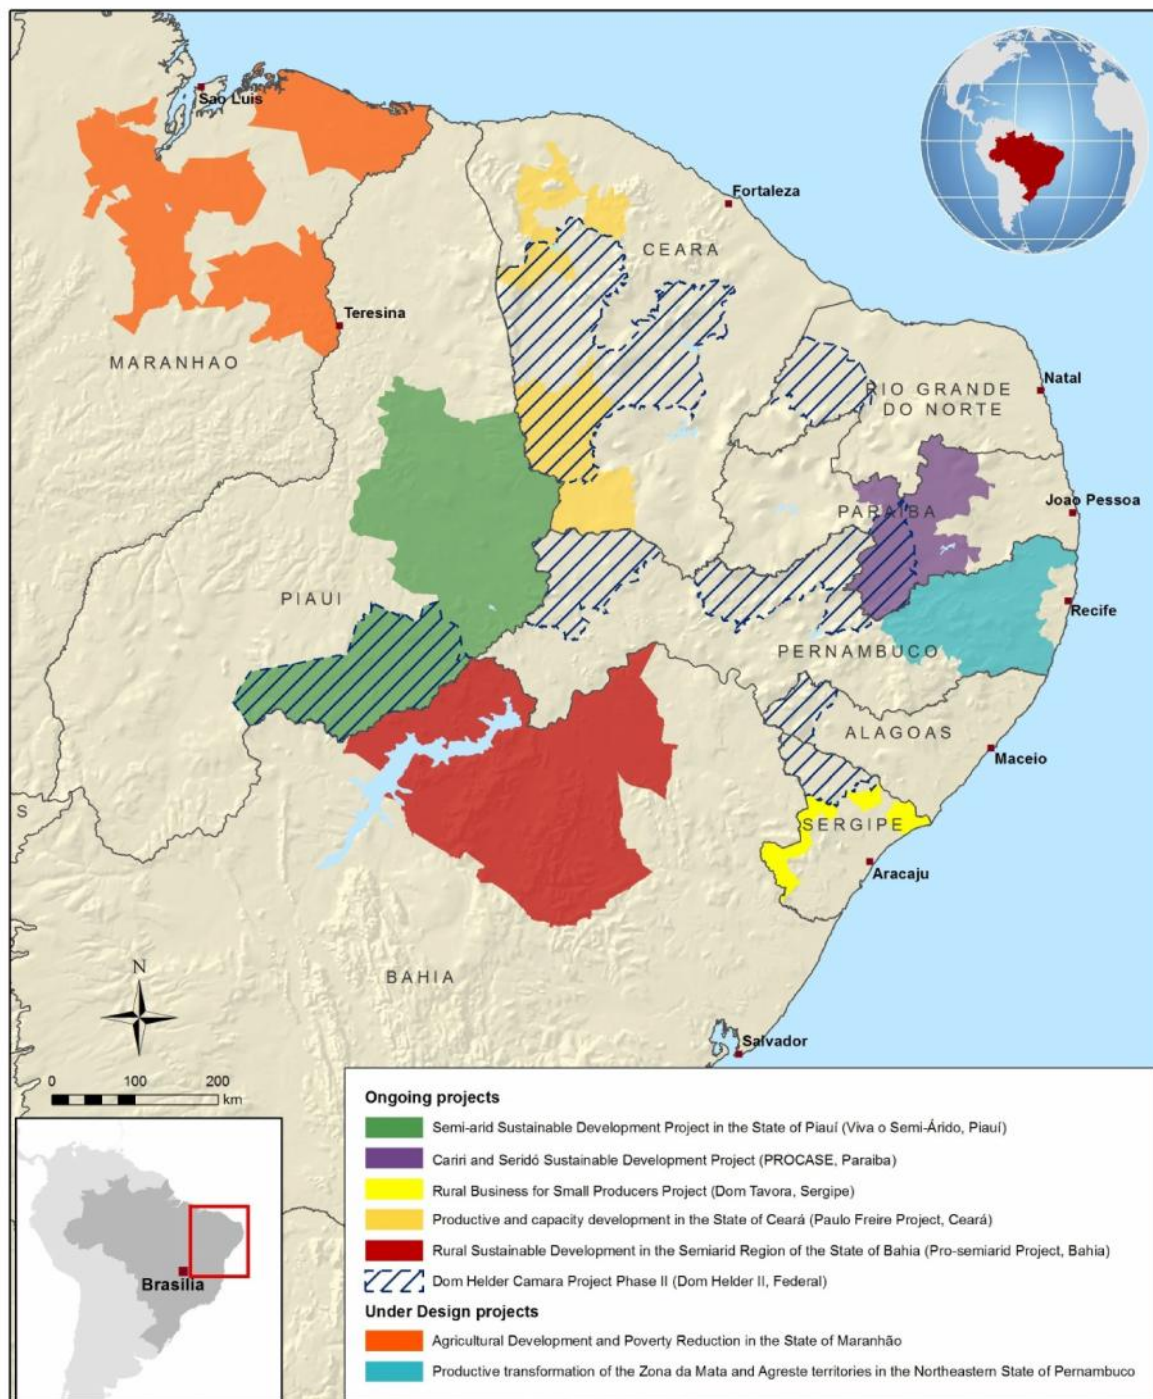 Sao Luis
Fortaleza
CEARA
Teresina
MARANHAO
Natal
RIO GRANDE
DO NORTE
Joao Pessoa
PARAIBA
PIAUI
Recife
PERNAMBUCO
ALAGOAS
Maceio
S
SERGIPE
Aracaju
BAHIA
N
Salvador
0 100 200
km
Brasilia
Ongoing projects
Semi-arid Sustainable Development Project in the State of Piauí (Viva o Semi-Árido, Piauí)
Cariri and Seridó Sustainable Development Project (PROCASE, Paraiba)
Rural Business for Small Producers Project (Dom Tavora, Sergipe)
Productive and capacity development in the State of Ceará (Paulo Freire Project, Ceará)
Rural Sustainable Development in the Semiarid Region of the State of Bahia (Pro-semiarid Project, Bahia)
Dom Helder Camara Project Phase II (Dom Helder II, Federal)
Under Design projects
Agricultural Development and Poverty Reduction in the State of Maranhão
Productive transformation of the Zona da Mata and Agreste territories in the Northeastern State of Pernambuco